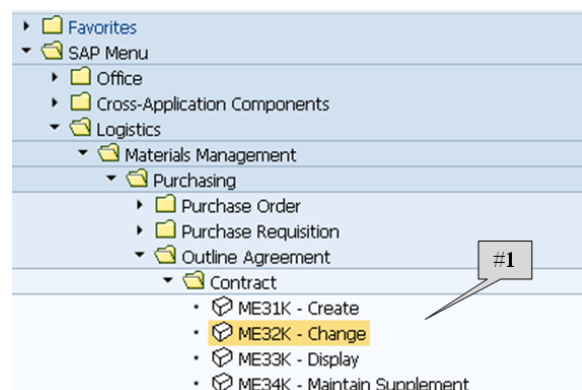 Favorites
SAP Menu
Office
Cross-Application Components
Logistics
Materials Management
Purchasing
Purchase Order
Purchase Requisition
Outline Agreement
#1
Contract
ME31K - Create
ME32K - Change
ME33K - Display
ME34K - Maintain Supplement